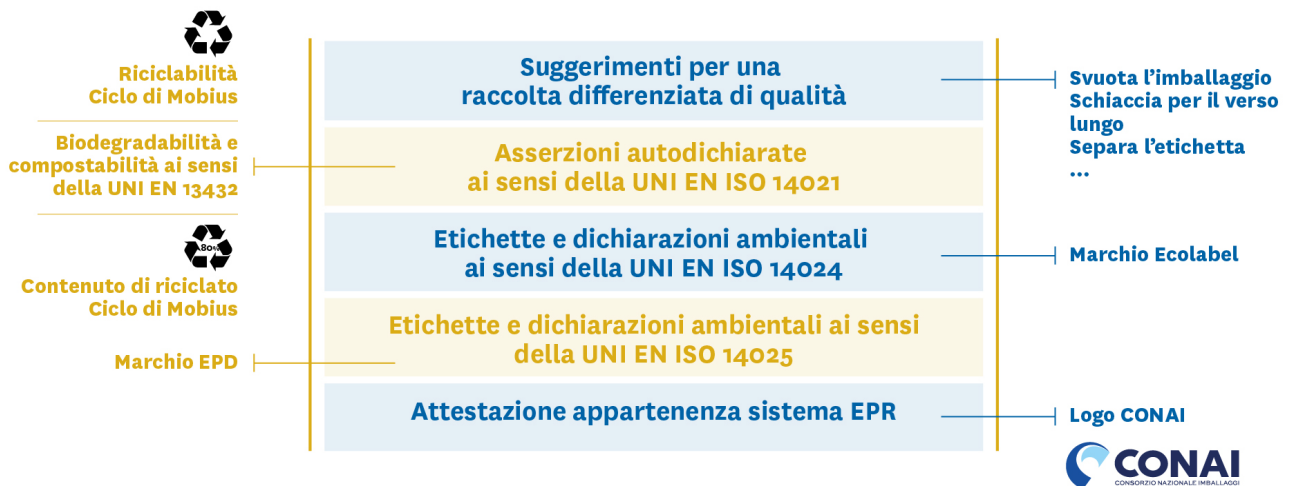 Riciclabilità
Ciclo di Mobius
Biodegradabilità e
compostabilità ai sensi
della UNI EN 13432
80%
Contenuto di riciclato
Ciclo di Mobius
Marchio EPD
Suggerimenti per una
raccolta differenziata di qualità
Asserzioni autodichiarate
ai sensi della UNI EN ISO 14021
Etichette e dichiarazioni ambientali
ai sensi della UNI EN ISO 14024
Etichette e dichiarazioni ambientali ai sensi
della UNI EN ISO 14025
Attestazione appartenenza sistema EPR
Svuota l’imballaggio
Schiaccia per il verso
lungo
Separa l’etichetta
...
Marchio Ecolabel
Logo CONAI
CONAI
CONSORZIO NAZIONALE IMBALLAGGI